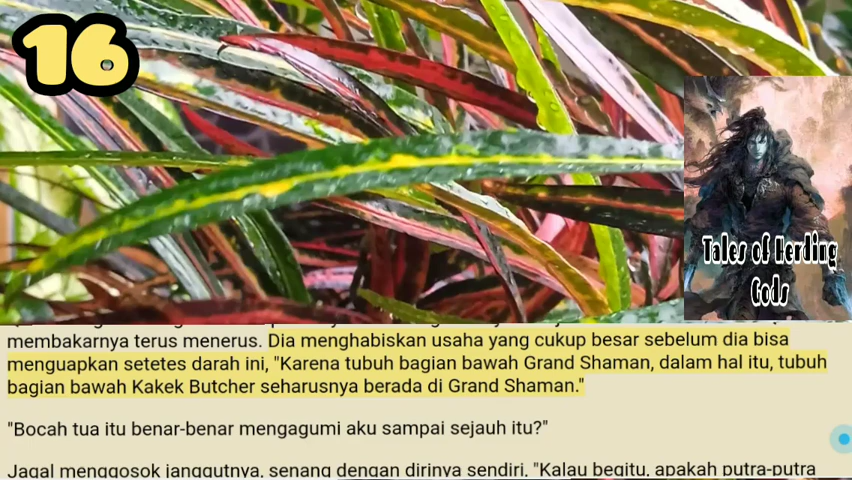 16
Tales of Herding
Gods
membakarnya terus menerus. Dia menghabiskan usaha yang cukup besar sebelum dia bisa
menguapkan setetes darah ini, "Karena tubuh bagian bawah Grand Shaman, dalam hal itu, tubuh
bagian bawah Kakek Butcher seharusnya berada di Grand Shaman."
"Bocah tua itu benar-benar mengagumi aku sampai sejauh itu?"
Jagal menggosok janggutnya, senang dengan dirinya sendiri. "Kalau begitu, apakah putra-putra